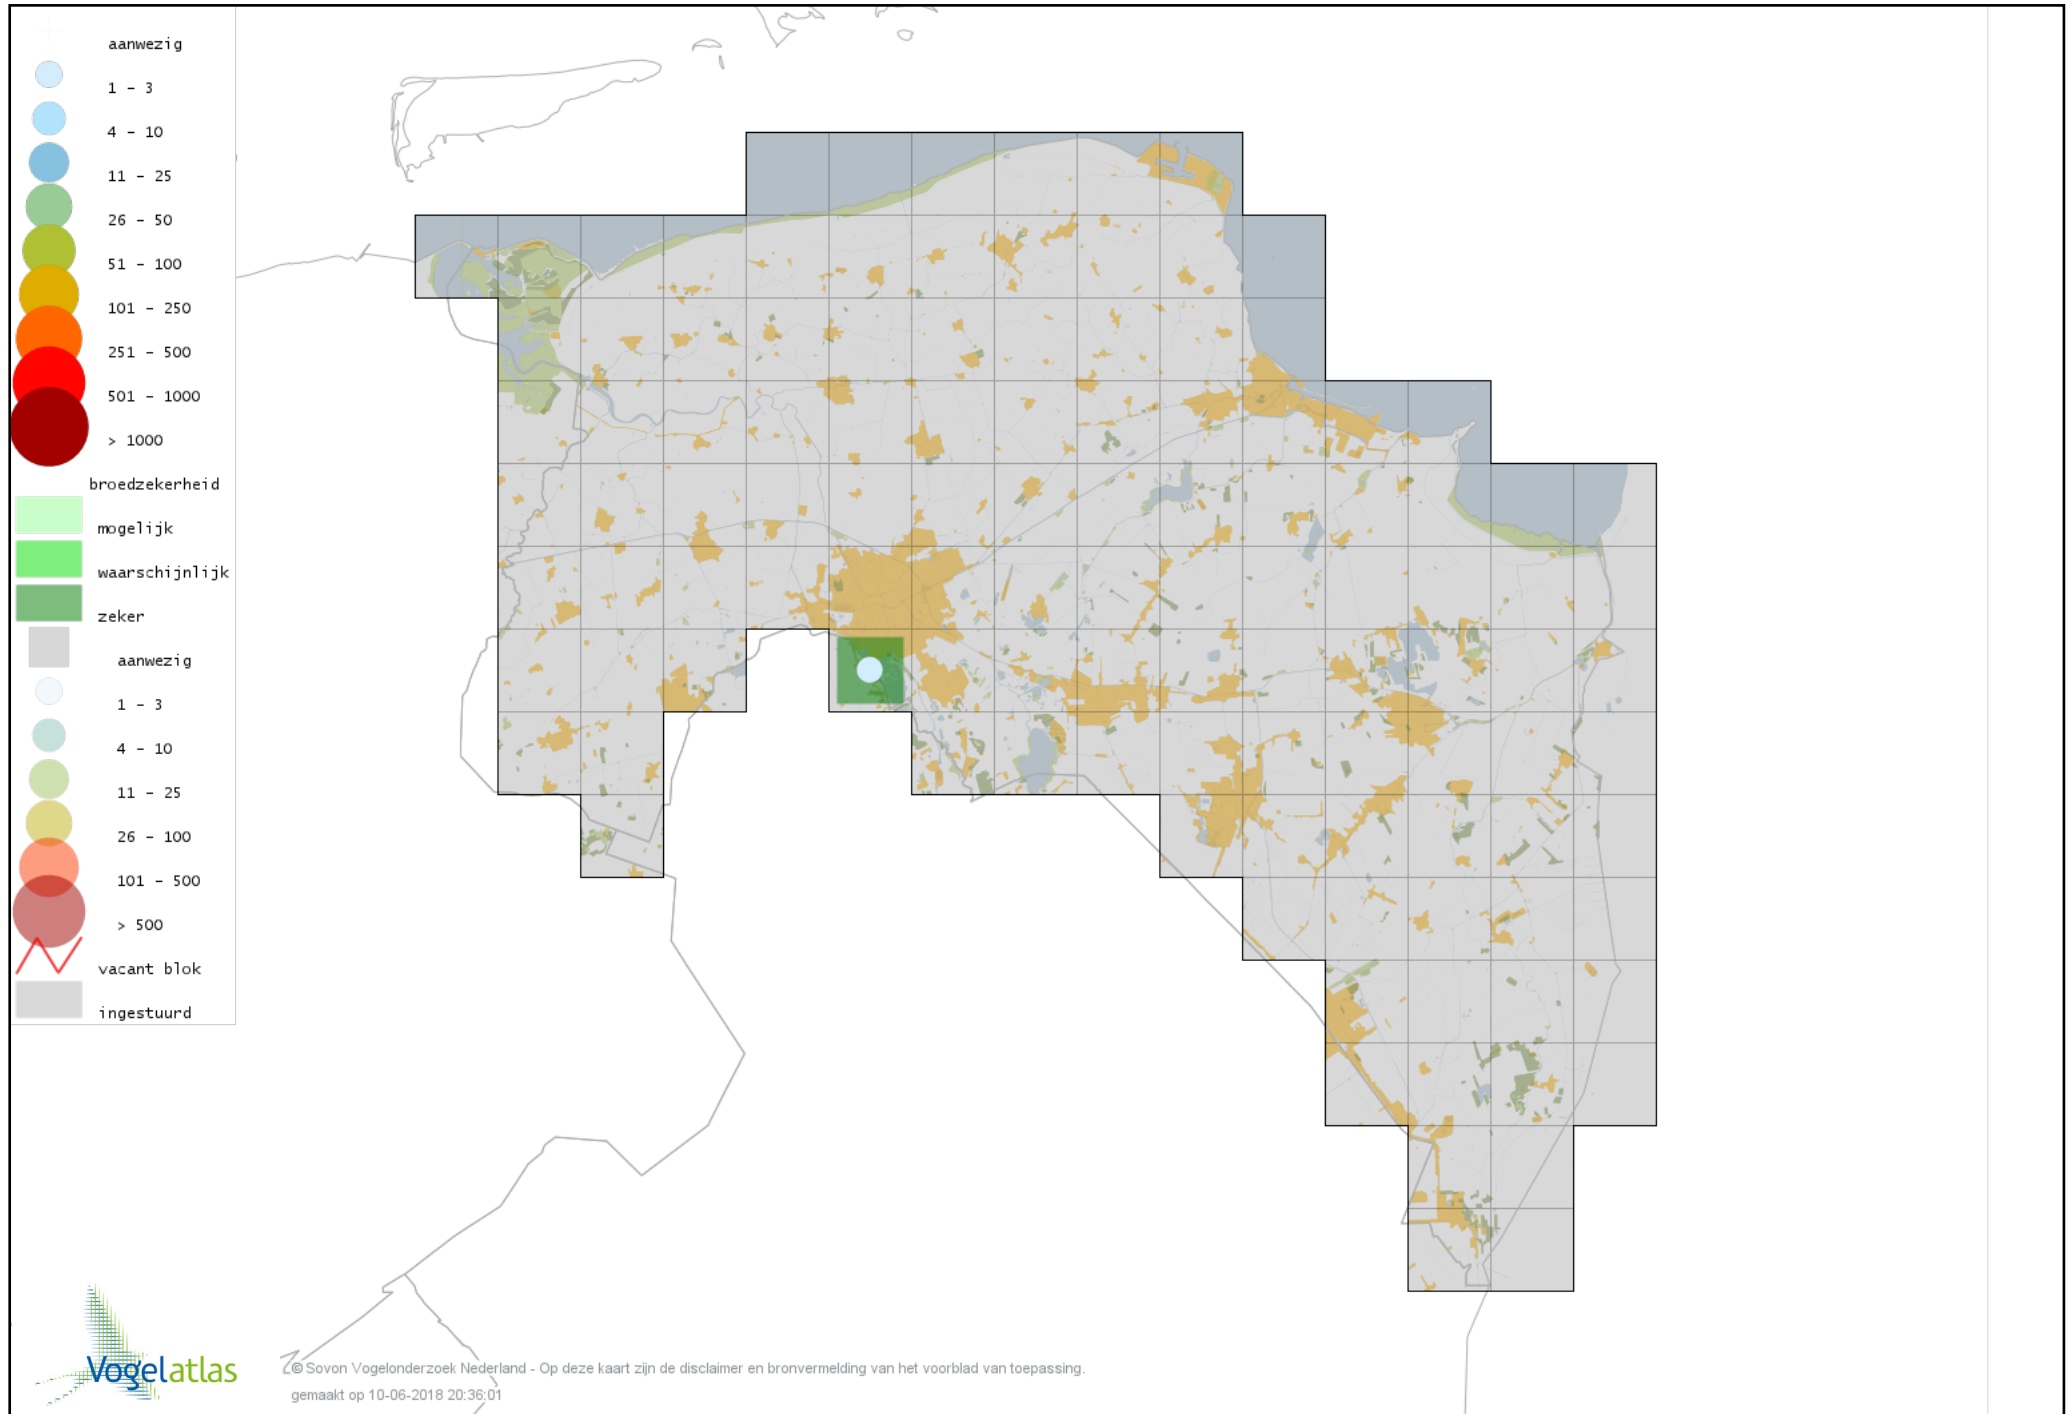 aanwezig
1 - 3
4 - 10
11 - 25
26 - 50
51 - 100
101 - 250
251 - 500
501 - 1000
> 1000
broedzekerheid
mogelijk
waarschijnlijk
zeker
aanwezig
1 - 3
4 - 10
11 - 25
26 - 100
101 - 500
> 500
vacant blok
ingestuurd
Vogelatlas
© Sovon Vogelonderzoek Nederland - Op deze kaart zijn de disclaimer en bronvermelding van het voorblad van toepassing.
gemaakt op 10-06-2018 20:36:01